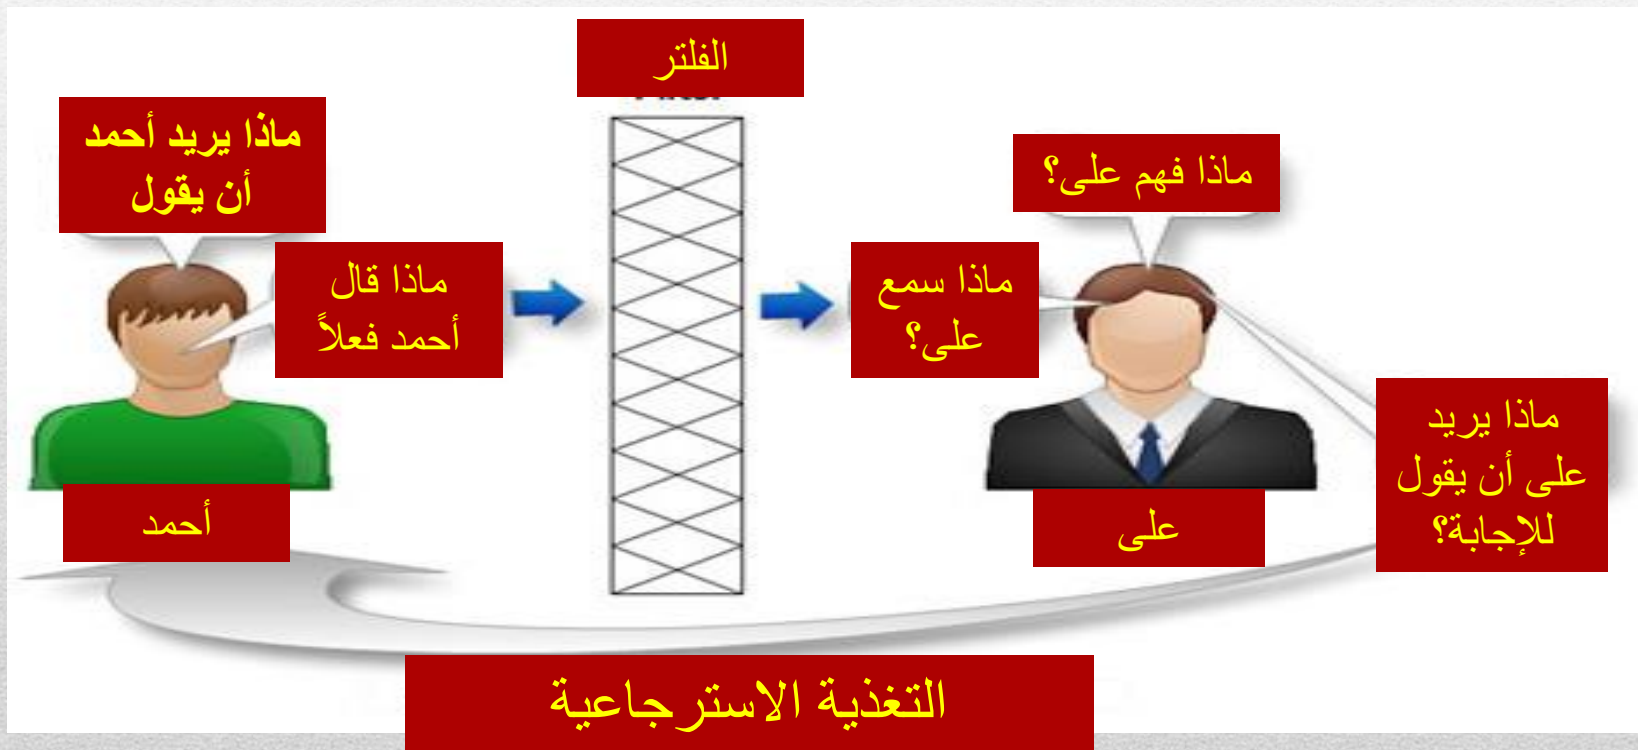 الفلتر
ماذا يريد أحمد
أن يقول
ماذا فهم على؟
ماذا قال
أحمد فعلاً
ماذا سمع
على؟
ماذا يريد
على أن يقول
للإجابة؟
أحمد
على
التغذية الاسترجاعية